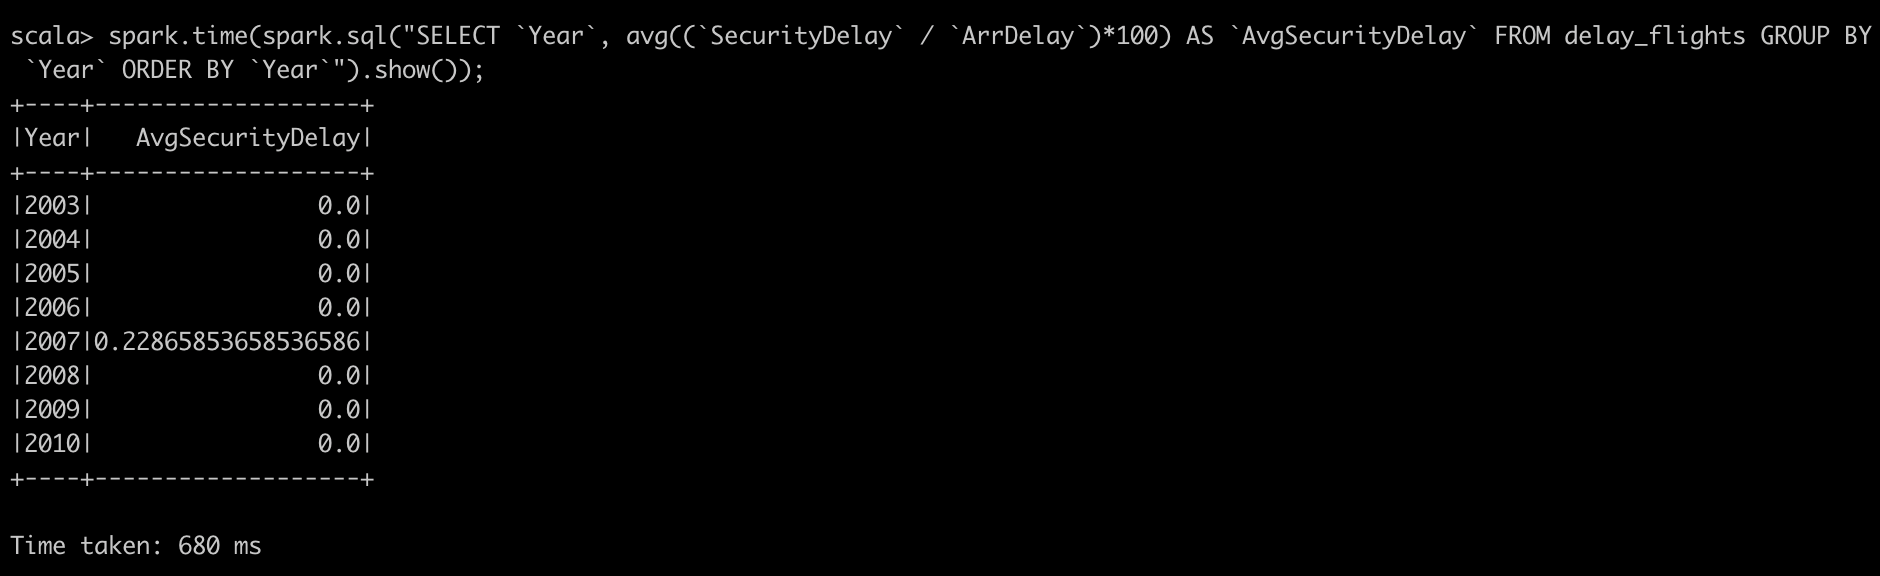 scala> spark.time(spark.sql("SELECT `Year`, avg((`SecurityDelay` / `ArrDelay`)*100) AS `AvgSecurityDelay` FROM delay_flights GROUP BY
 `Year` ORDER BY `Year`").show());
+----+-------------------+
|Year|   AvgSecurityDelay|
+----+-------------------+
|2003|                0.0|
|2004|                0.0|
|2005|                0.0|
|2006|                0.0|
|2007|0.22865853658536586|
|2008|                0.0|
|2009|                0.0|
|2010|                0.0|
+----+-------------------+
Time taken: 680 ms